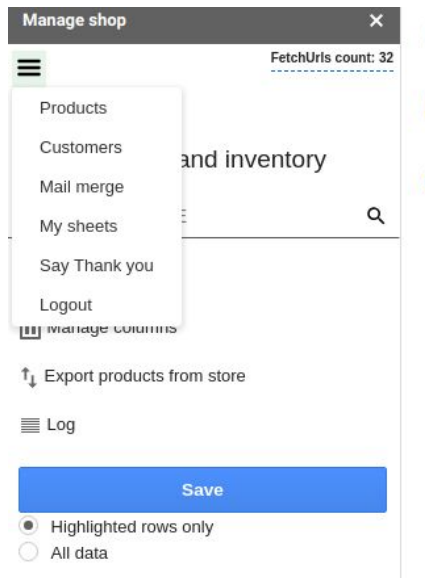 Manage shop
FetchUrls count: 32
Products
Customers
and inventory
Mail merge
My sheets
Say Thank you
Logout
Manage columns
Export products from store
Log
Save
Highlighted rows only
All data